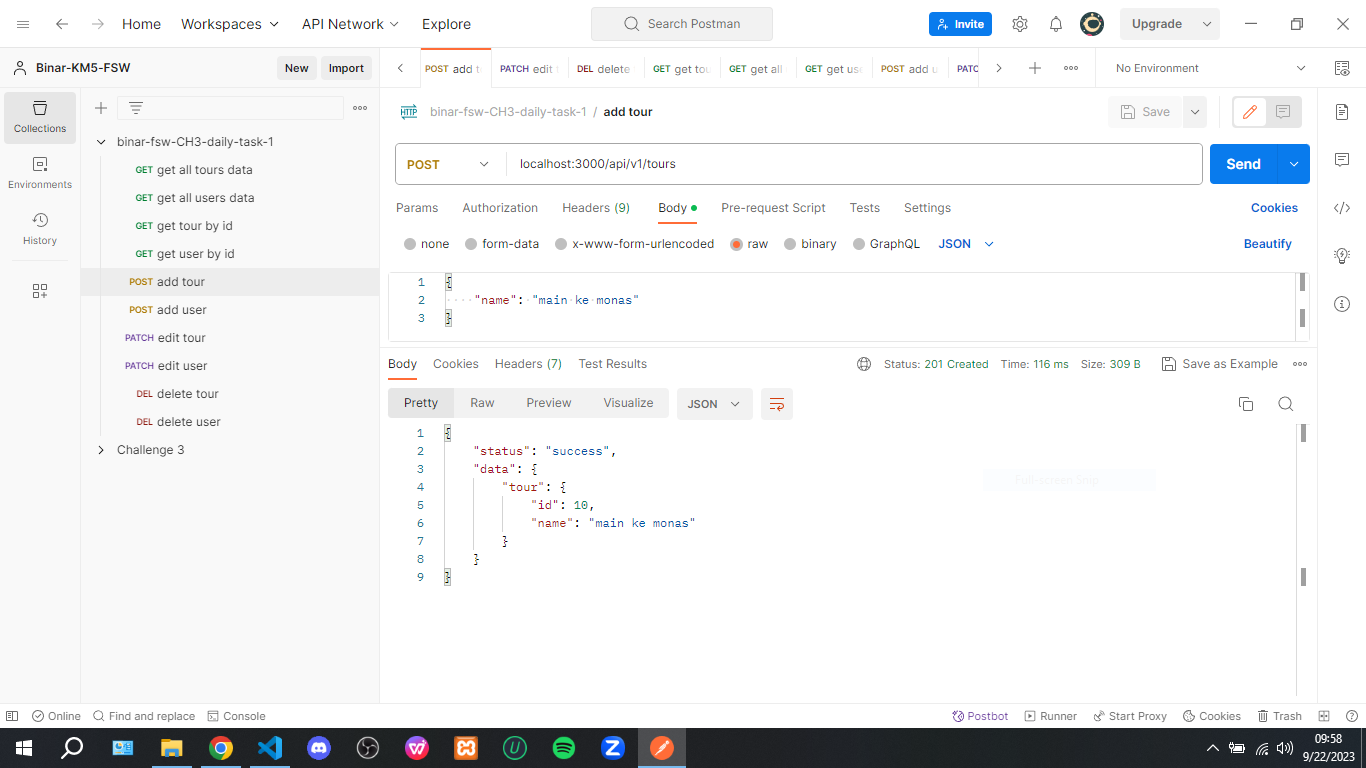 Home Workspaces API Network Explore Search Postman Invite Upgrade
Binar-KM5-FSW New Import
POST add t PATCH edit DEL delete GET get tou GET get all GET get use POST add u PATC No Environment
Collections
Environments
History
binar-fsw-CH3-daily-task-1
GET get all tours data
GET get all users data
GET get tour by id
GET get user by id
POST add tour
POST add user
PATCH edit tour
PATCH edit user
DEL delete tour
DEL delete user
Challenge 3
HTTP binar-fsw-CH3-daily-task-1 / add tour Save
POST localhost:3000/api/v1/tours Send
Params Authorization Headers (9) Body Pre-request Script Tests Settings Cookies
none form-data x-www-form-urlencoded raw binary GraphQL JSON Beautify
1 {
2 "name": "main ke monas"
3 }
Body Cookies Headers (7) Test Results Status: 201 Created Time: 116 ms Size: 309 B Save as Example
Pretty Raw Preview Visualize JSON
1 {
2 "status": "success",
3 "data": {
4 "tour": {
5 "id": 10,
6 "name": "main ke monas"
7 }
8 }
9 }
Full-screen Snip
Online Find and replace Console Postbot Runner Start Proxy Cookies Trash
09:58
9/22/2023